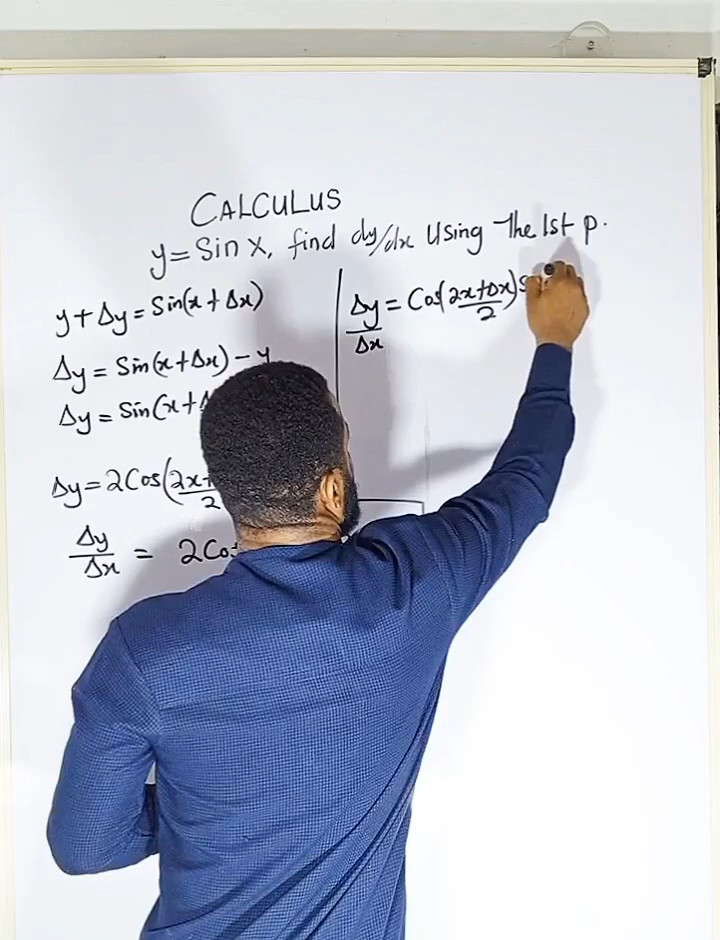 CALCULUS
y = Sin x, find dy/dx Using The 1st p.
y + Δy = Sin(x + Δx)
Δy = Sin(x + Δx) - y
Δy = Sin(x +
Δy = 2Cos(2x+/2
Δy/Δx = 2Cos
Δy/Δx = Cos(2x+Δx/2)